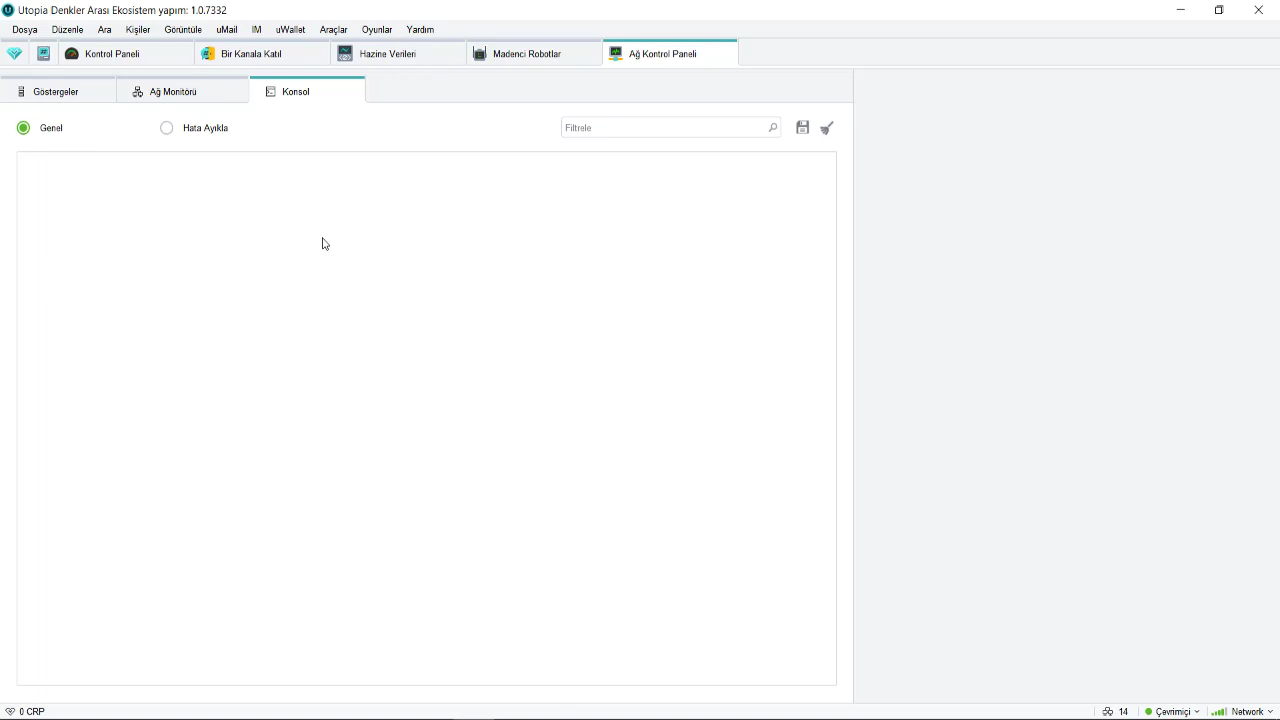 Utopia Denkler Arası Ekosistem yapım: 1.0.7332
Dosya Düzenle Ara Kişiler Görüntüle uMail IM uWallet Araçlar Oyunlar Yardım
Kontrol Paneli Bir Kanala Katıl Hazine Verileri Madenci Robotlar Ağ Kontrol Paneli
Göstergeler Ağ Monitörü Konsol
Genel Hata Ayıkla Filtrele
0 CRP 14 Çevrimiçi Network